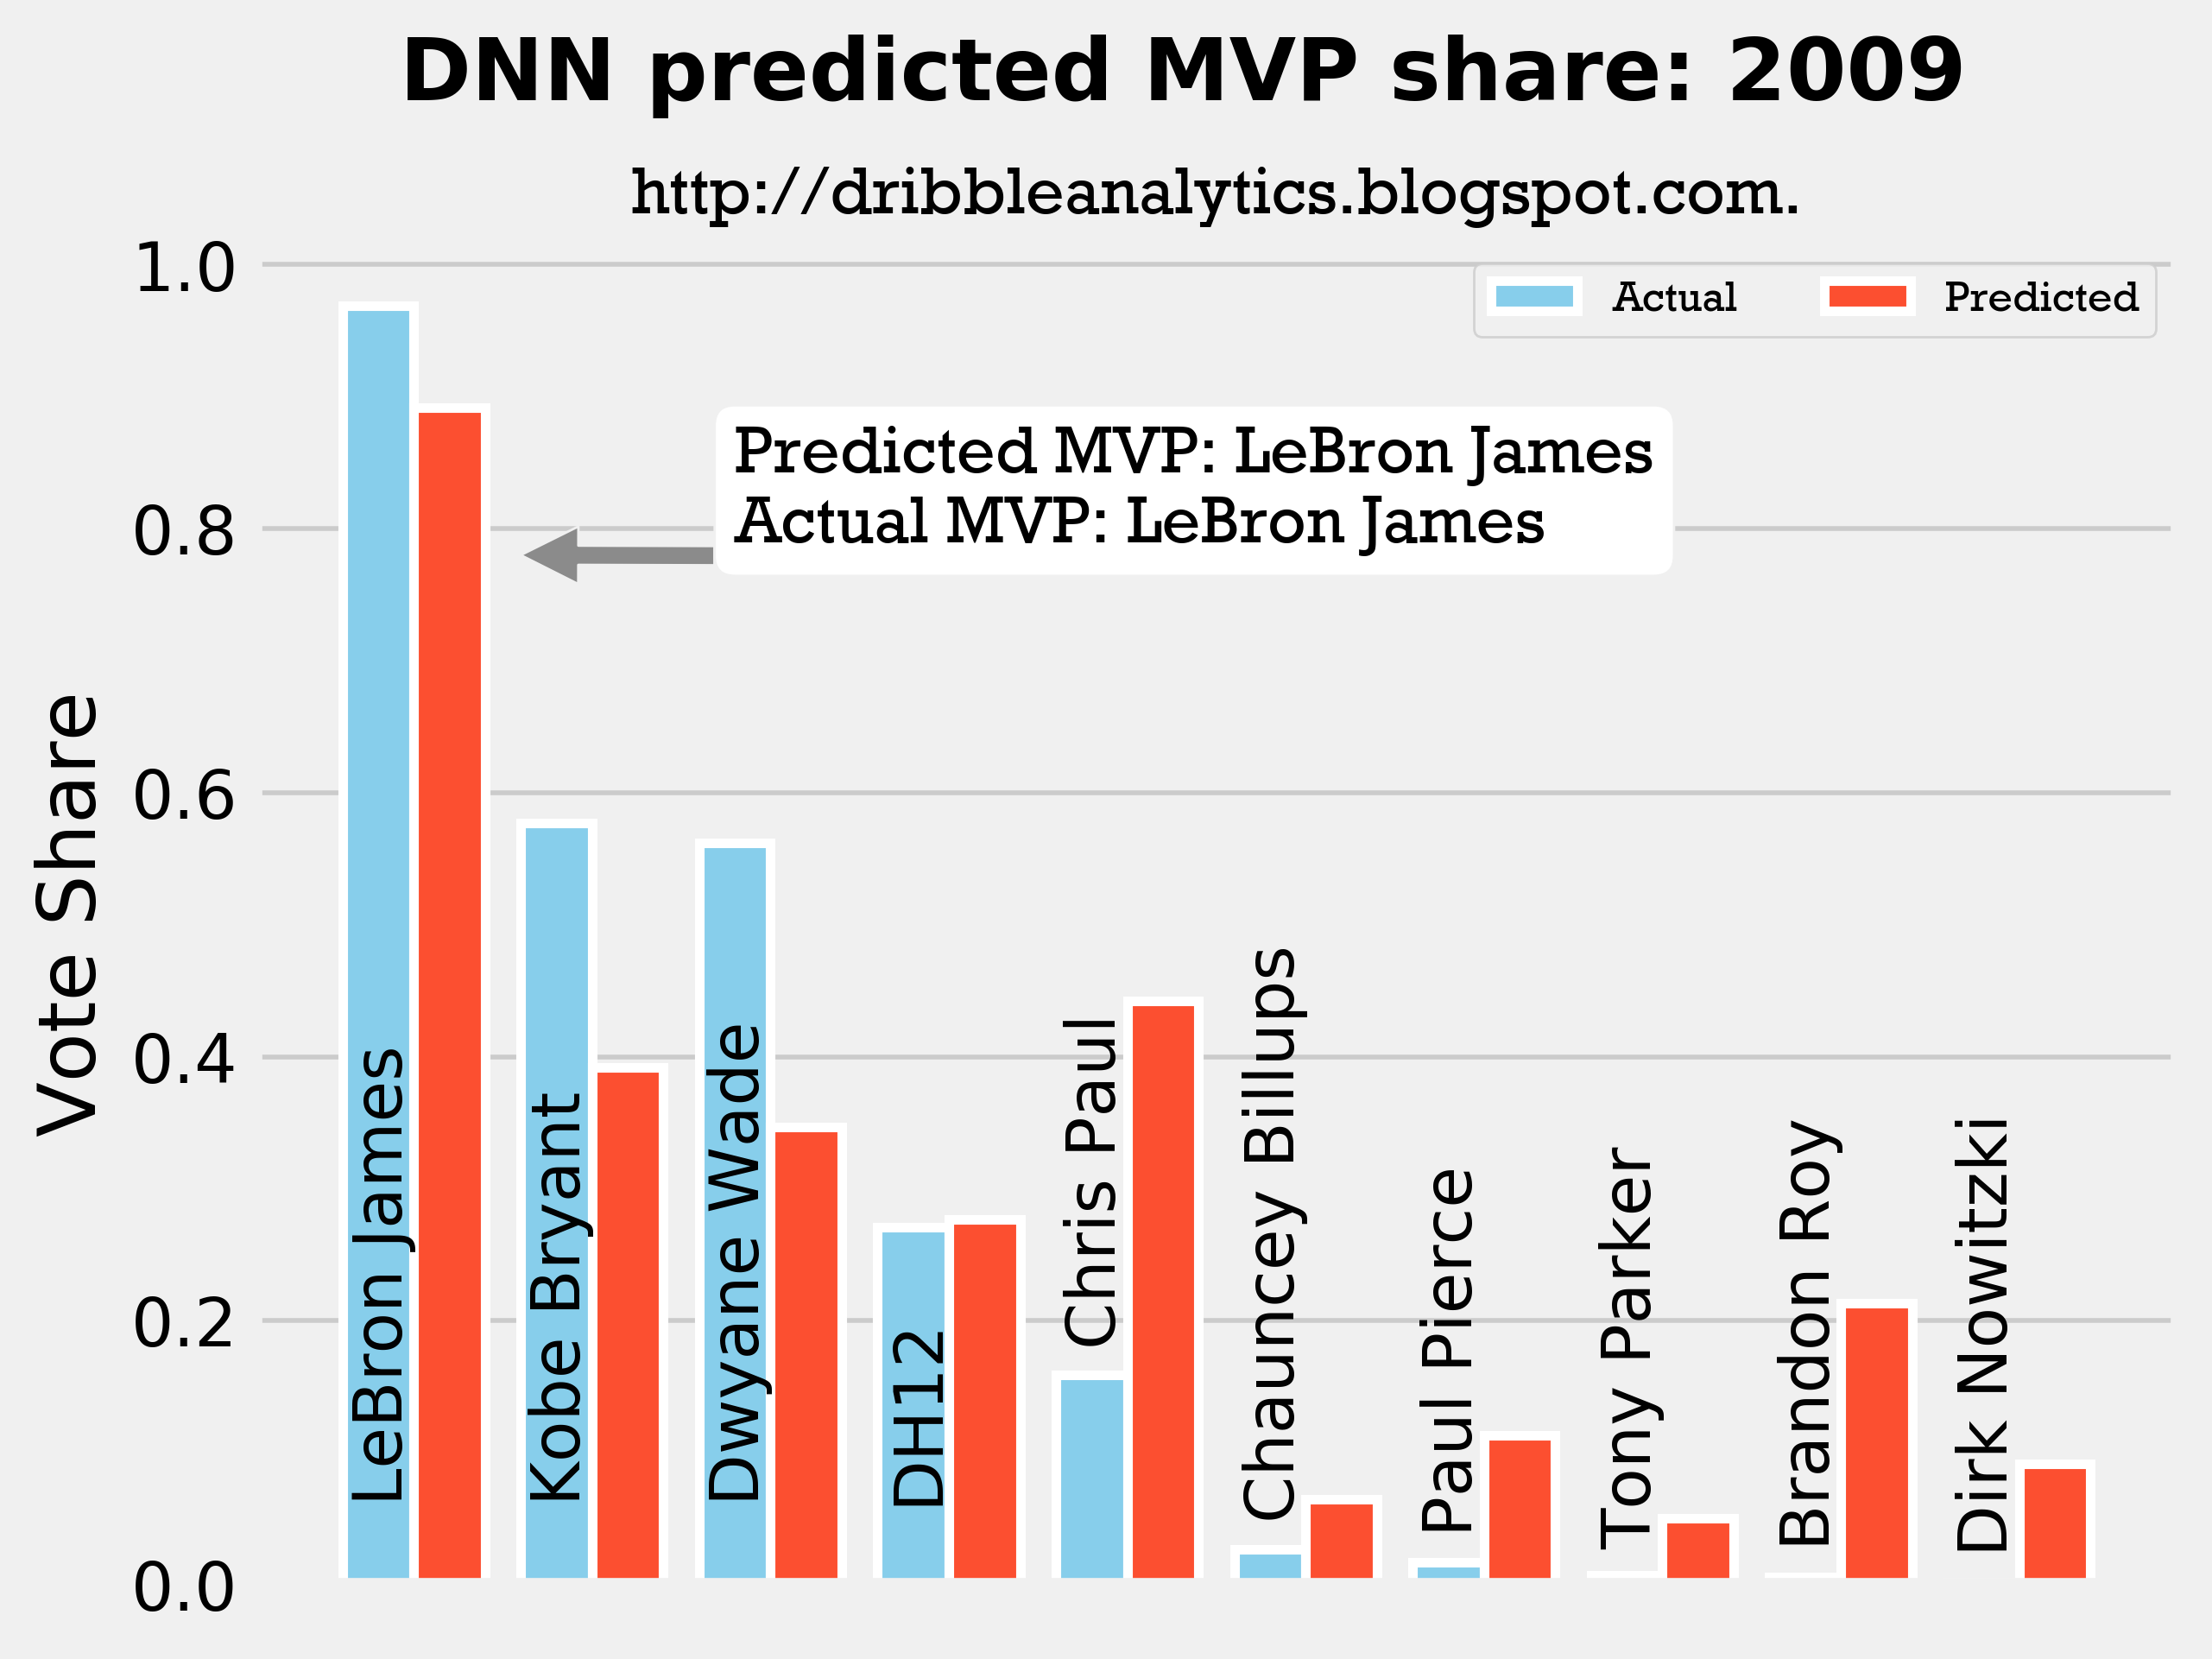 DNN predicted MVP share: 2009
http://dribbleanalytics.blogspot.com.
Actual
Predicted
Predicted MVP: LeBron James
Actual MVP: LeBron James
Vote Share
1.0
0.8
0.6
0.4
0.2
0.0
LeBron James
Kobe Bryant
Dwyane Wade
DH12
Chris Paul
Chauncey Billups
Paul Pierce
Tony Parker
Brandon Roy
Dirk Nowitzki